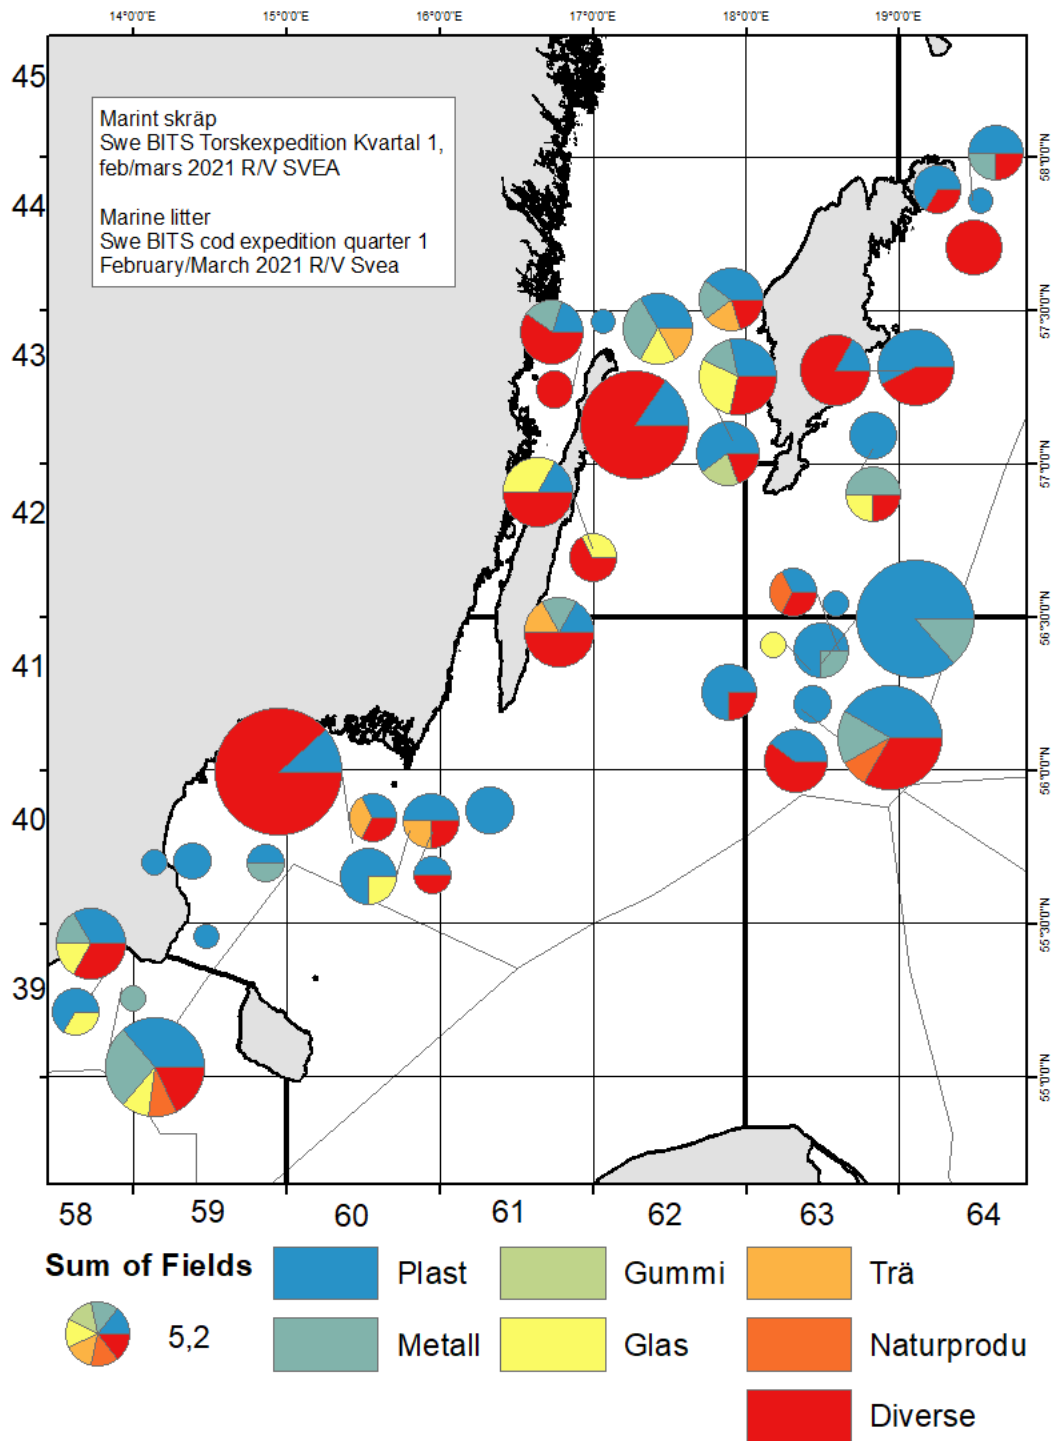 14°0'0"E 15°0'0"E 16°0'0"E 17°0'0"E 18°0'0"E 19°0'0"E
45
Marint skräp
Swe BITS Torskexpedition Kvartal 1,
feb/mars 2021 R/V SVEA
Marine litter
Swe BITS cod expedition quarter 1
February/March 2021 R/V Svea
58°0'0"N
44
57°30'0"N
43
57°0'0"N
42
56°30'0"N
41
56°0'0"N
40
55°30'0"N
39
55°0'0"N
58 59 60 61 62 63 64
Sum of Fields
5,2
Plast
Gummi
Trä
Metall
Glas
Naturprodu
Diverse